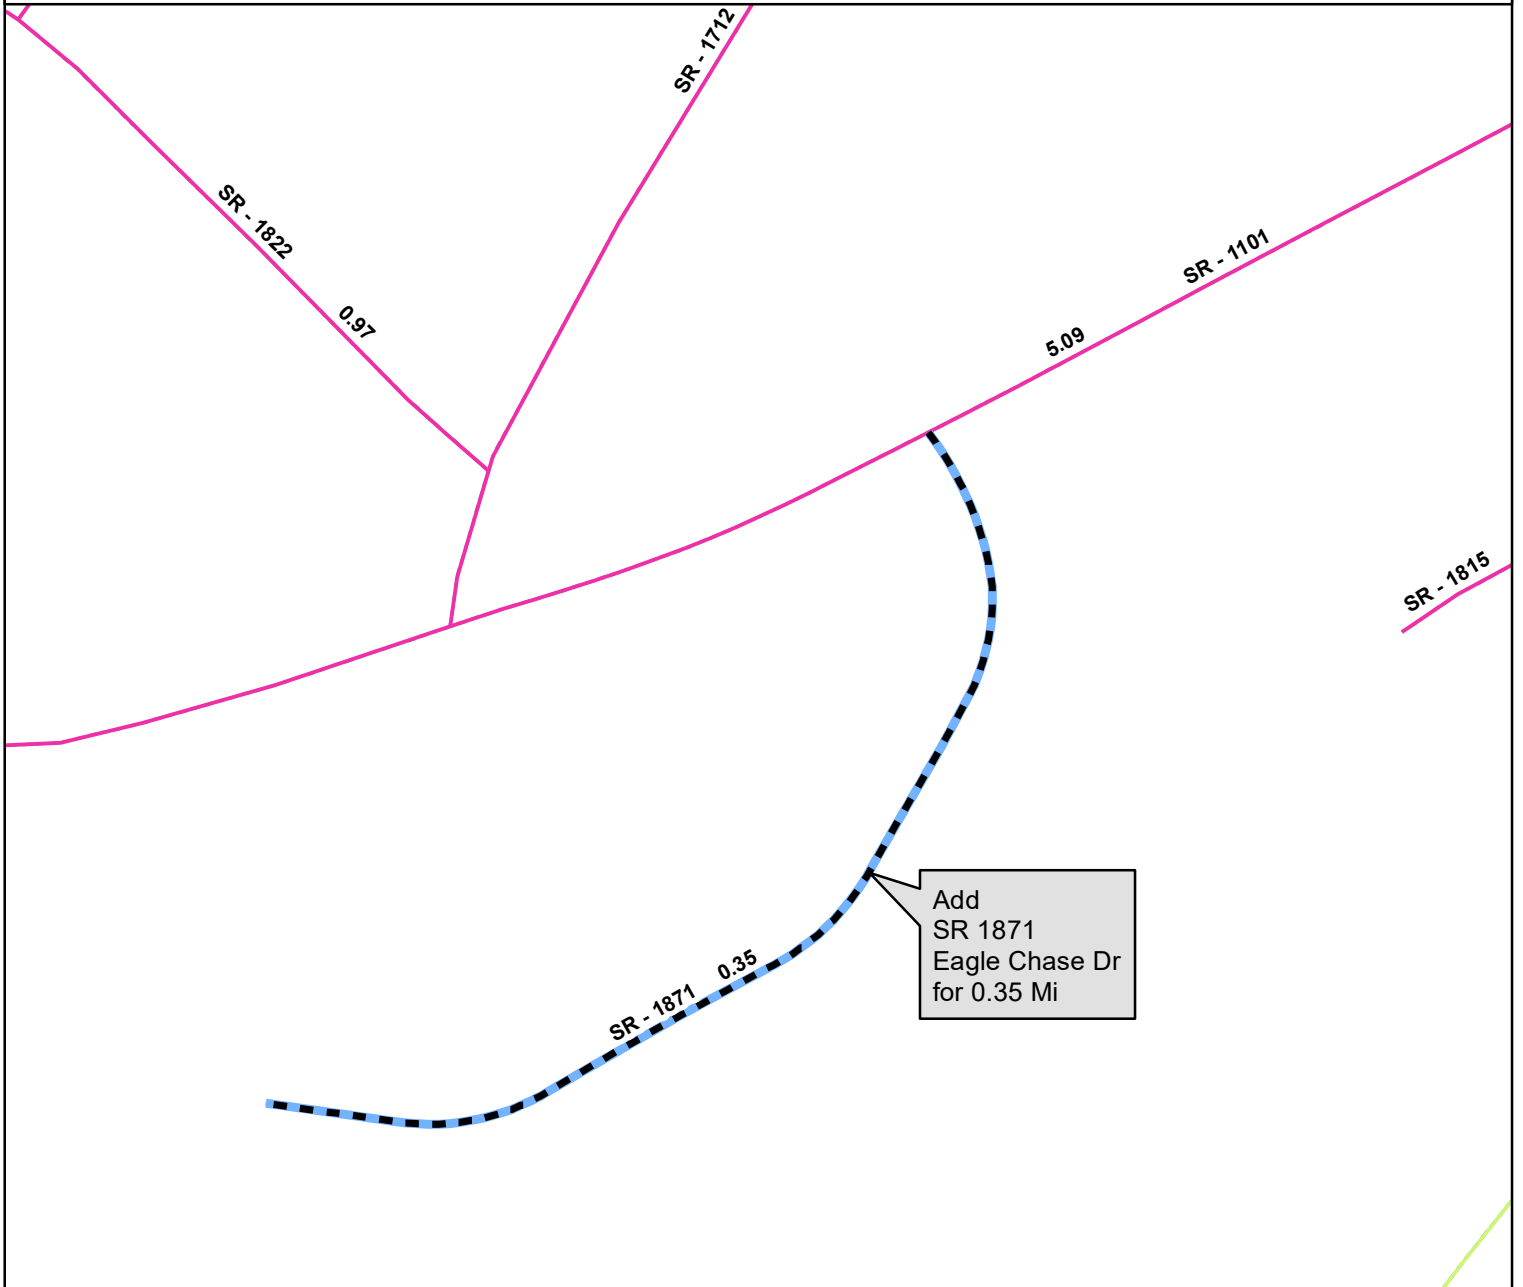 SR - 1712
SR - 1822
0.97
SR - 1101
5.09
SR - 1815
Add
SR 1871
Eagle Chase Dr
for 0.35 Mi
0.35
SR - 1871